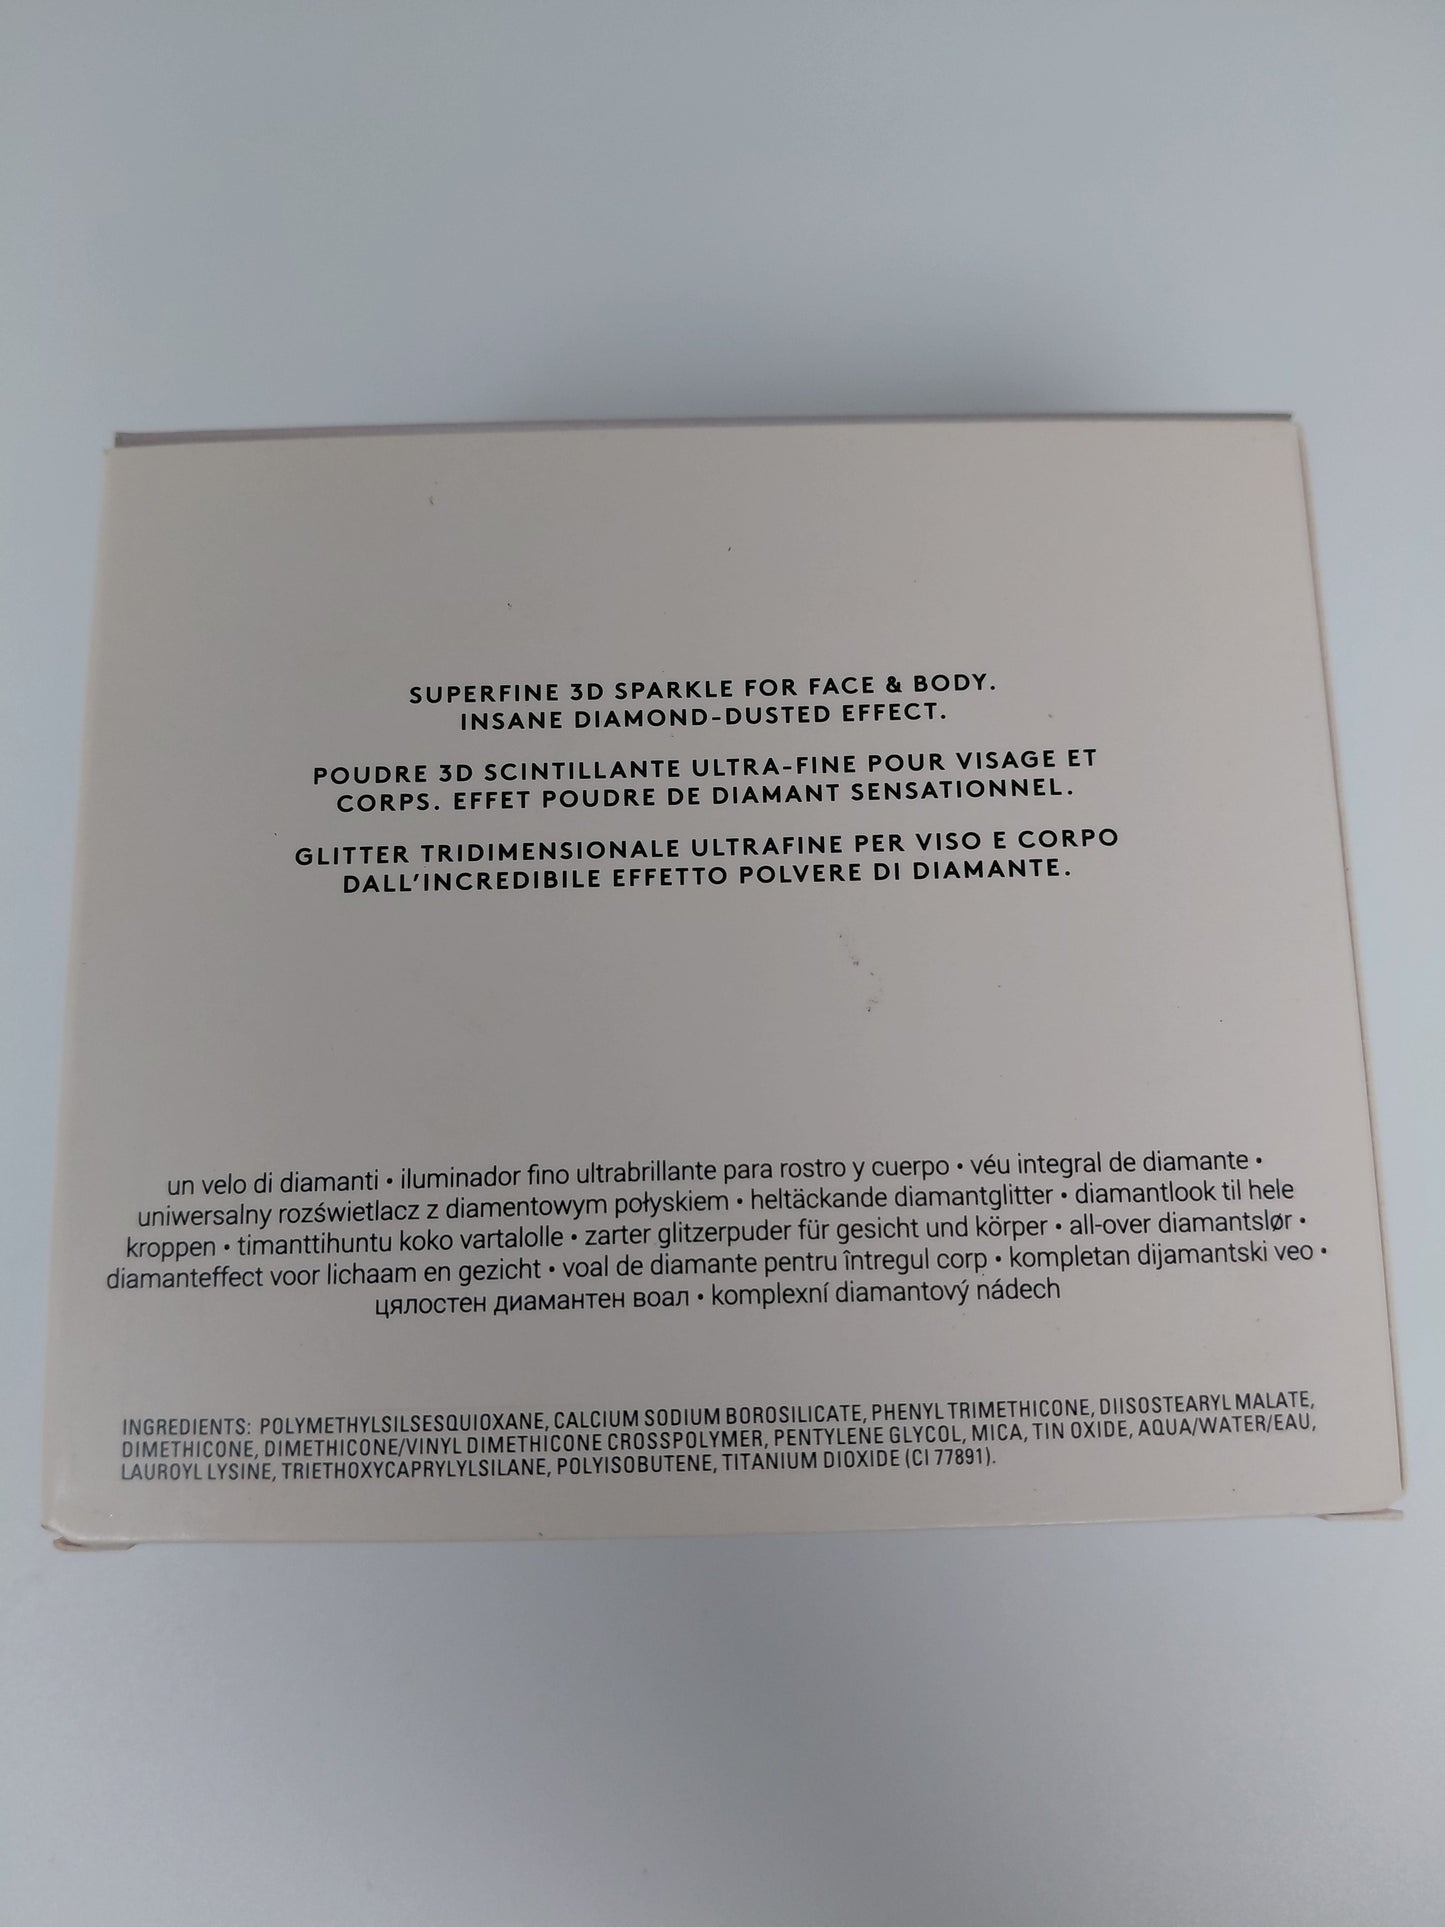 SUPERFINE 3D SPARKLE FOR FACE & BODY.
INSANE DIAMOND-DUSTED EFFECT.
POUDRE 3D SCINTILLANTE ULTRA-FINE POUR VISAGE ET
CORPS. EFFET POUDRE DE DIAMANT SENSATIONNEL.
GLITTER TRIDIMENSIONALE ULTRAFINE PER VISO E CORPO
DALL'INCREDIBILE EFFETTO POLVERE DI DIAMANTE.
un velo di diamanti • iluminador fino ultrabrillante para rostro y cuerpo • véu integral de diamante •
uniwersalny rozświetlacz z diamentowym połyskiem • heltäckande diamantglitter • diamantlook til hele
kroppen • timanttihuntu koko vartalolle • zarter glitzerpuder für gesicht und körper • all-over diamantslør •
diamanteffect voor lichaam en gezicht • voal de diamante pentru întregul corp • kompletan dijamantski veo •
цялостен диамантен воал • komplexní diamantový nádech
INGREDIENTS: POLYMETHYLSILSESQUIOXANE, CALCIUM SODIUM BOROSILICATE, PHENYL TRIMETHICONE, DIISOSTEARYL MALATE,
DIMETHICONE, DIMETHICONE/VINYL DIMETHICONE CROSSPOLYMER, PENTYLENE GLYCOL, MICA, TIN OXIDE, AQUA/WATER/EAU,
LAUROYL LYSINE, TRIETHOXYCAPRYLYLSILANE, POLYISOBUTENE, TITANIUM DIOXIDE (CI 77891).